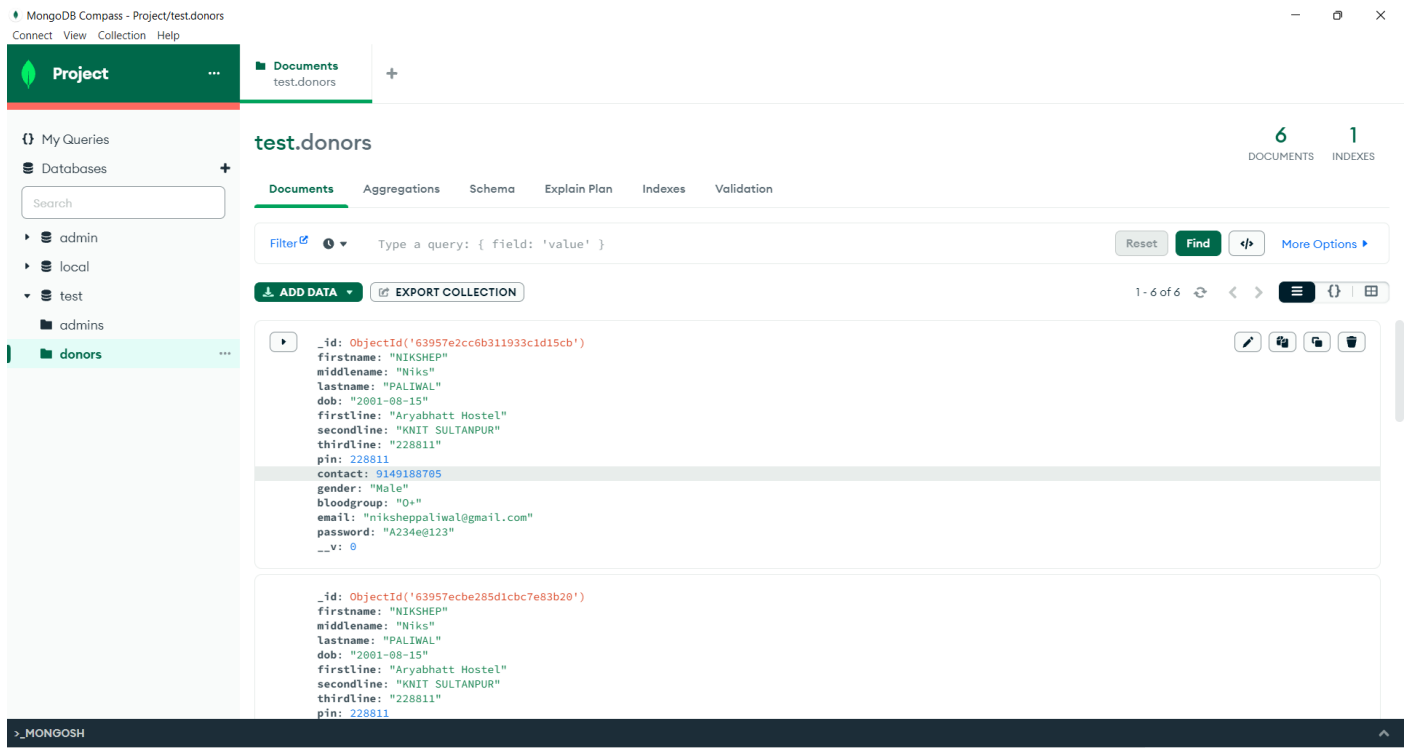 MongoDB Compass - Project/test.donors
Connect View Collection Help
Project ...
Documents
test.donors
+
{} My Queries
Databases +
Search
admin
local
test
admins
donors ...
test.donors
6
DOCUMENTS
1
INDEXES
Documents Aggregations Schema Explain Plan Indexes Validation
Filter Type a query: { field: 'value' } Reset Find </> More Options
ADD DATA EXPORT COLLECTION 1 - 6 of 6 < > {}
_id: ObjectId('63957e2cc6b311933c1d15cb')
firstname: "NIKSHEP"
middlename: "Niks"
lastname: "PALIWAL"
dob: "2001-08-15"
firstline: "Aryabhatt Hostel"
secondline: "KNIT SULTANPUR"
thirdline: "228811"
pin: 228811
contact: 9149188705
gender: "Male"
bloodgroup: "O+"
email: "niksheppaliwal@gmail.com"
password: "A234e@123"
__v: 0
_id: ObjectId('63957ecbe285d1cbc7e83b20')
firstname: "NIKSHEP"
middlename: "Niks"
lastname: "PALIWAL"
dob: "2001-08-15"
firstline: "Aryabhatt Hostel"
secondline: "KNIT SULTANPUR"
thirdline: "228811"
pin: 228811
>_MONGOSH